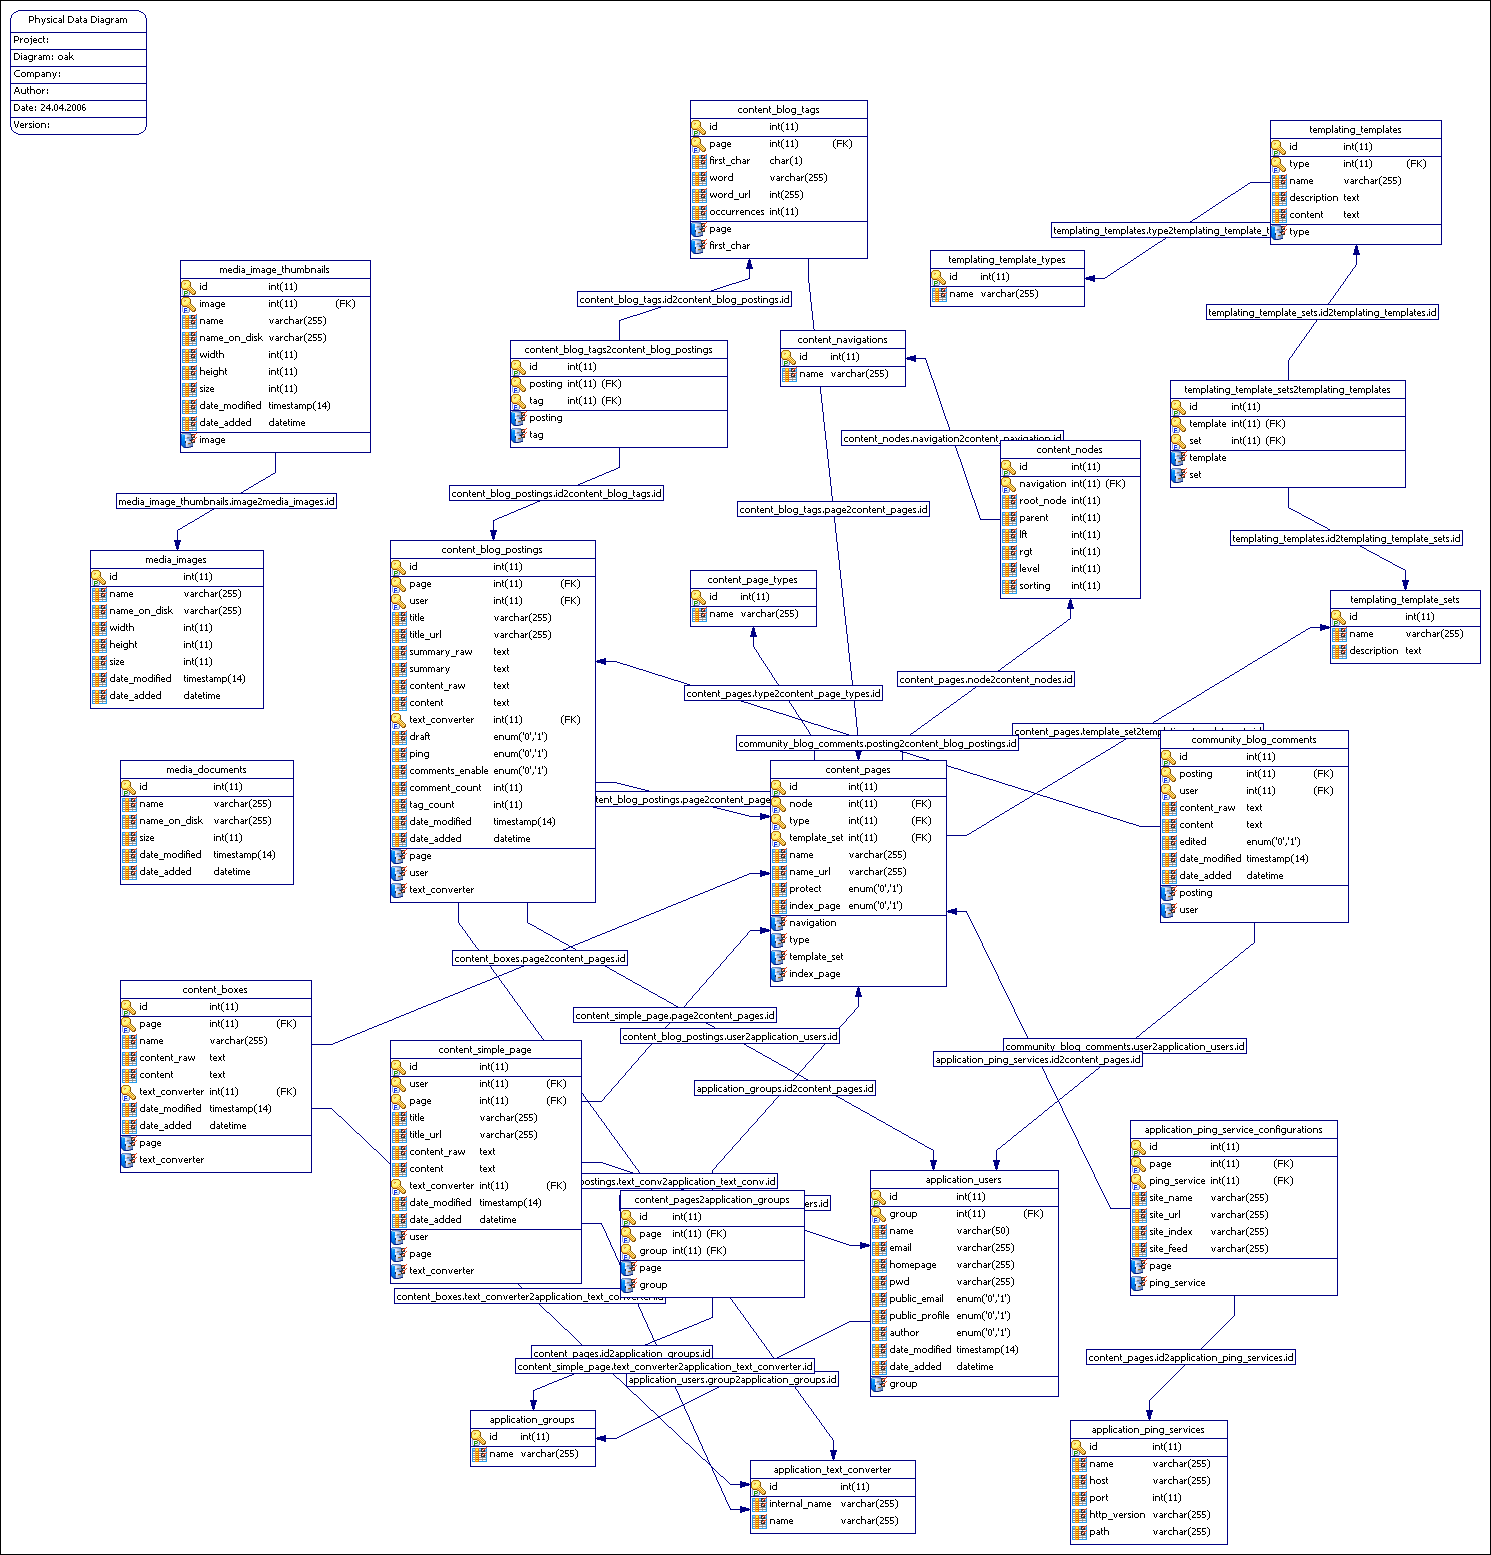 Physical Data Diagram
Project:
Diagram: oak
Company:
Author:
Date: 24.04.2006
Version:
content_blog_tags
id int(11)
page int(11) (FK)
first_char char(1)
word varchar(255)
word_url int(255)
occurrences int(11)
page
first_char
templating_templates
id int(11)
type int(11) (FK)
name varchar(255)
description text
content text
type
templating_templates.type2templating_template_t
templating_template_types
id int(11)
name varchar(255)
media_image_thumbnails
id int(11)
image int(11) (FK)
name varchar(255)
name_on_disk varchar(255)
width int(11)
height int(11)
size int(11)
date_modified timestamp(14)
date_added datetime
image
content_blog_tags.id2content_blog_postings.id
templating_template_sets.id2templating_templates.id
content_navigations
id int(11)
name varchar(255)
content_blog_tags2content_blog_postings
id int(11)
posting int(11) (FK)
tag int(11) (FK)
posting
tag
templating_template_sets2templating_templates
id int(11)
template int(11) (FK)
set int(11) (FK)
template
set
content_nodes.navigation2content_navigation.id
content_nodes
id int(11)
navigation int(11) (FK)
root_node int(11)
parent int(11)
lft int(11)
rgt int(11)
level int(11)
sorting int(11)
media_image_thumbnails.image2media_images.id
content_blog_postings.id2content_blog_tags.id
content_blog_tags.page2content_pages.id
templating_templates.id2templating_template_sets.id
media_images
id int(11)
name varchar(255)
name_on_disk varchar(255)
width int(11)
height int(11)
size int(11)
date_modified timestamp(14)
date_added datetime
content_blog_postings
id int(11)
page int(11) (FK)
user int(11) (FK)
title varchar(255)
title_url varchar(255)
summary_raw text
summary text
content_raw text
content text
text_converter int(11) (FK)
draft enum('0','1')
ping enum('0','1')
comments_enable enum('0','1')
comment_count int(11)
tag_count int(11)
date_modified timestamp(14)
date_added datetime
page
user
text_converter
content_page_types
id int(11)
name varchar(255)
templating_template_sets
id int(11)
name varchar(255)
description text
content_pages.node2content_nodes.id
content_pages.type2content_page_types.id
community_blog_comments.posting2content_blog_postings.id
content_pages.template_set2templating_template_sets.id
community_blog_comments
id int(11)
posting int(11) (FK)
user int(11) (FK)
content_raw text
content text
edited enum('0','1')
date_modified timestamp(14)
date_added datetime
posting
user
media_documents
id int(11)
name varchar(255)
name_on_disk varchar(255)
size int(11)
date_modified timestamp(14)
date_added datetime
tent_blog_postings.page2content_page
content_pages
id int(11)
node int(11) (FK)
type int(11) (FK)
template_set int(11) (FK)
name varchar(255)
name_url varchar(255)
protect enum('0','1')
index_page enum('0','1')
navigation
type
template_set
index_page
content_boxes.page2content_pages.id
content_boxes
id int(11)
page int(11) (FK)
name varchar(255)
content_raw text
content text
text_converter int(11) (FK)
date_modified timestamp(14)
date_added datetime
page
text_converter
content_simple_page.page2content_pages.id
content_blog_postings.user2application_users.id
community_blog_comments.user2application_users.id
application_ping_services.id2content_pages.id
application_groups.id2content_pages.id
content_simple_page
id int(11)
user int(11) (FK)
page int(11) (FK)
title varchar(255)
title_url varchar(255)
content_raw text
content text
text_converter int(11) (FK)
date_modified timestamp(14)
date_added datetime
user
page
text_converter
postings.text_conv2application_text_conv.id
ers.id
content_pages2application_groups
id int(11)
page int(11) (FK)
group int(11) (FK)
page
group
application_users
id int(11)
group int(11) (FK)
name varchar(50)
email varchar(255)
homepage varchar(255)
pwd varchar(255)
public_email enum('0','1')
public_profile enum('0','1')
author enum('0','1')
date_modified timestamp(14)
date_added datetime
group
application_ping_service_configurations
id int(11)
page int(11) (FK)
ping_service int(11) (FK)
site_name varchar(255)
site_url varchar(255)
site_index varchar(255)
site_feed varchar(255)
page
ping_service
content_boxes.text_converter2application_text_converter.id
content_pages.id2application_groups.id
content_simple_page.text_converter2application_text_converter.id
application_users.group2application_groups.id
content_pages.id2application_ping_services.id
application_groups
id int(11)
name varchar(255)
application_text_converter
id int(11)
internal_name varchar(255)
name varchar(255)
application_ping_services
id int(11)
name varchar(255)
host varchar(255)
port int(11)
http_version varchar(255)
path varchar(255)